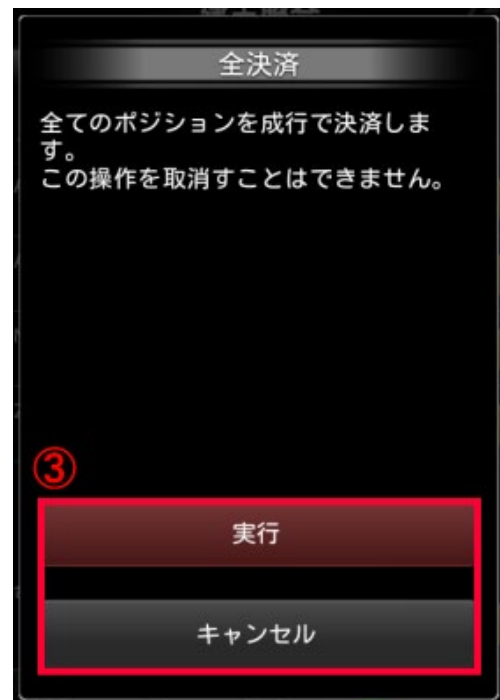 全決済
全てのポジションを成行で決済しま
す。
この操作を取消すことはできません。
③
実行
キャンセル